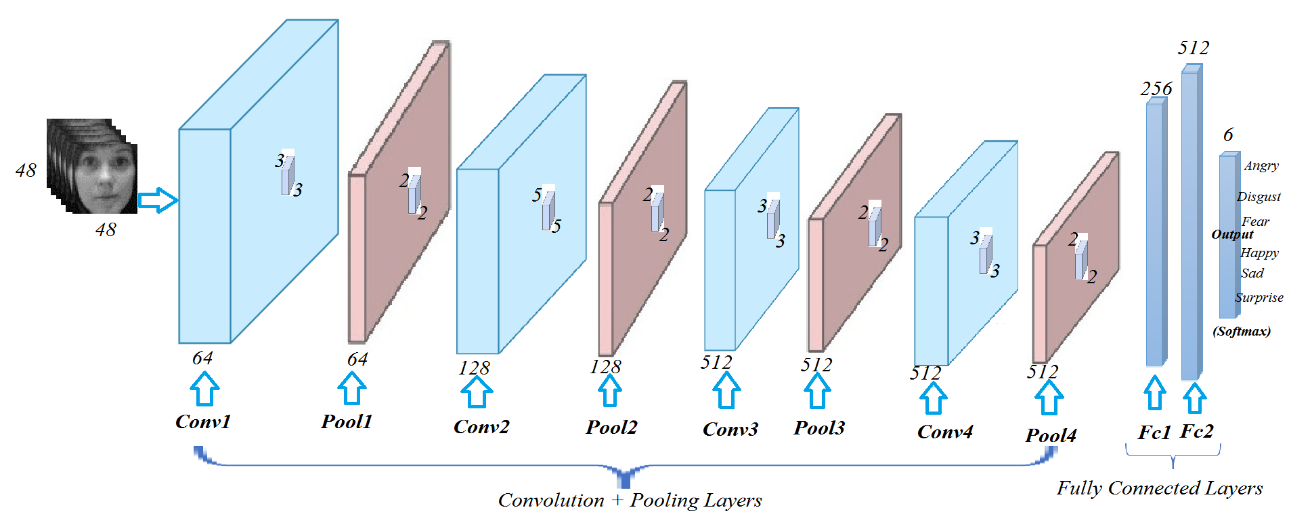 48
48
3
3
64
Conv1
2
2
64
Pool1
5
5
128
Conv2
2
2
128
Pool2
3
3
512
Conv3
2
2
512
Pool3
3
3
512
Conv4
2
2
512
Pool4
256
Fc1
512
Fc2
6
Angry
Disgust
Fear
Output
Happy
Sad
Surprise
(Softmax)
Convolution + Pooling Layers
Fully Connected Layers